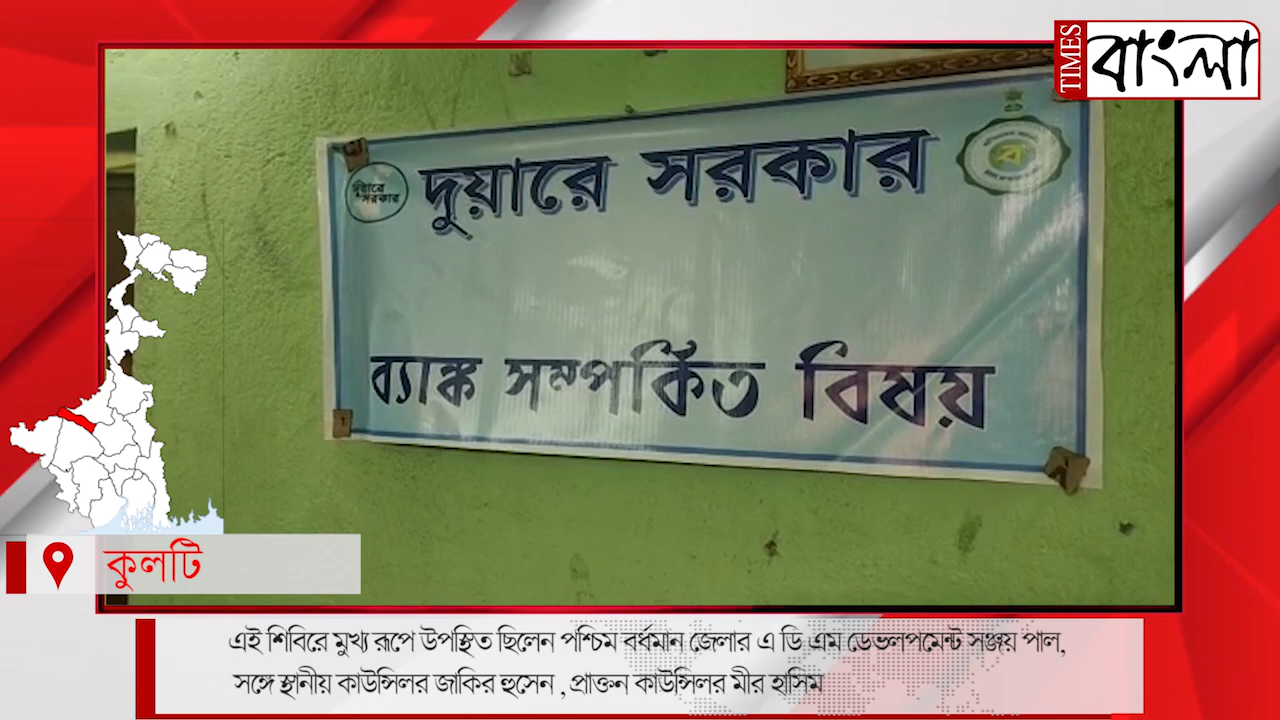 TIMES বাংলা
দুয়ারে সরকার
দুয়ারে সরকার
ব্যাঙ্ক সম্পর্কিত বিষয়
কুলটি
এই শিবিরে মুখ্য রূপে উপস্থিত ছিলেন পশ্চিম বর্ধমান জেলার এ ডি এম ডেভলপমেন্ট সঞ্জয় পাল,
সঙ্গে স্থানীয় কাউন্সিলর জাকির হুসেন , প্রাক্তন কাউন্সিলর মীর হাসিম